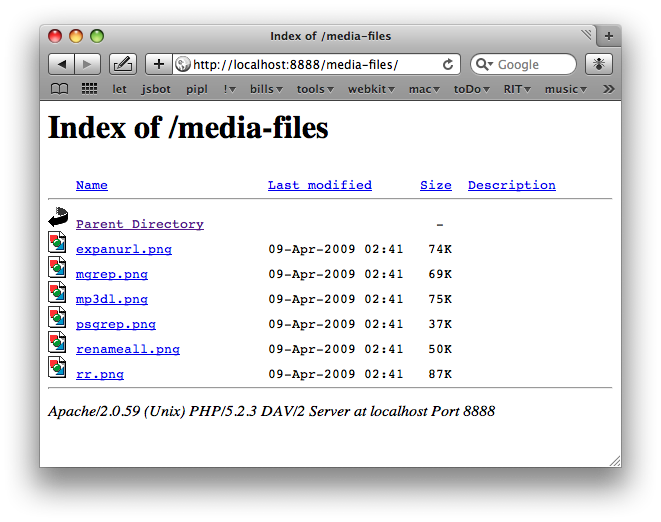 Index of /media-files
http://localhost:8888/media-files/ Google
let jsbot pipl !▾ bills▾ tools▾ webkit▾ mac▾ toDo▾ RIT▾ music▾ »
Index of /media-files
Name Last modified Size Description
Parent Directory -
expanurl.png 09-Apr-2009 02:41 74K
mgrep.png 09-Apr-2009 02:41 69K
mp3dl.png 09-Apr-2009 02:41 75K
psgrep.png 09-Apr-2009 02:41 37K
renameall.png 09-Apr-2009 02:41 50K
rr.png 09-Apr-2009 02:41 87K
Apache/2.0.59 (Unix) PHP/5.2.3 DAV/2 Server at localhost Port 8888